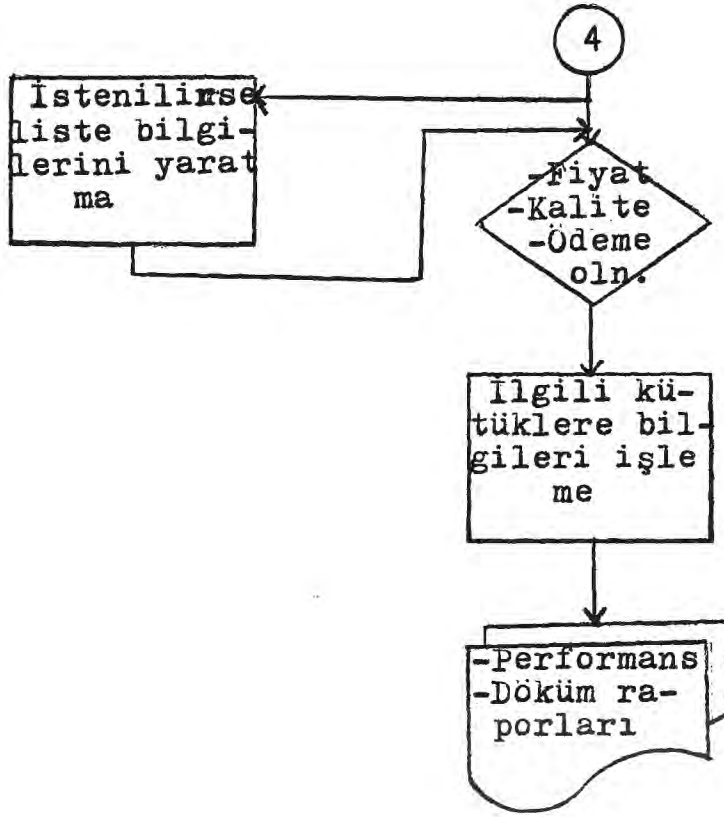 4
İstenilirse
liste bilgi-
lerini yarat
ma
-Fiyat
-Kalite
-Ödeme
oln.
İlgili kü-
tüklere bil-
gileri işle
me
-Performans
-Döküm ra-
porları